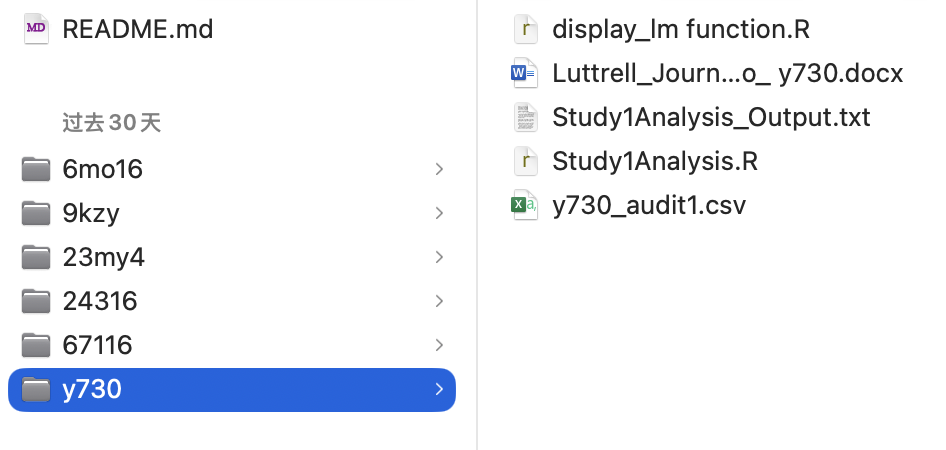 README.md
过去 30 天
6mo16
9kzy
23my4
24316
67116
y730
display_lm function.R
Luttrell_Journ...o_ y730.docx
Study1Analysis_Output.txt
Study1Analysis.R
y730_audit1.csv